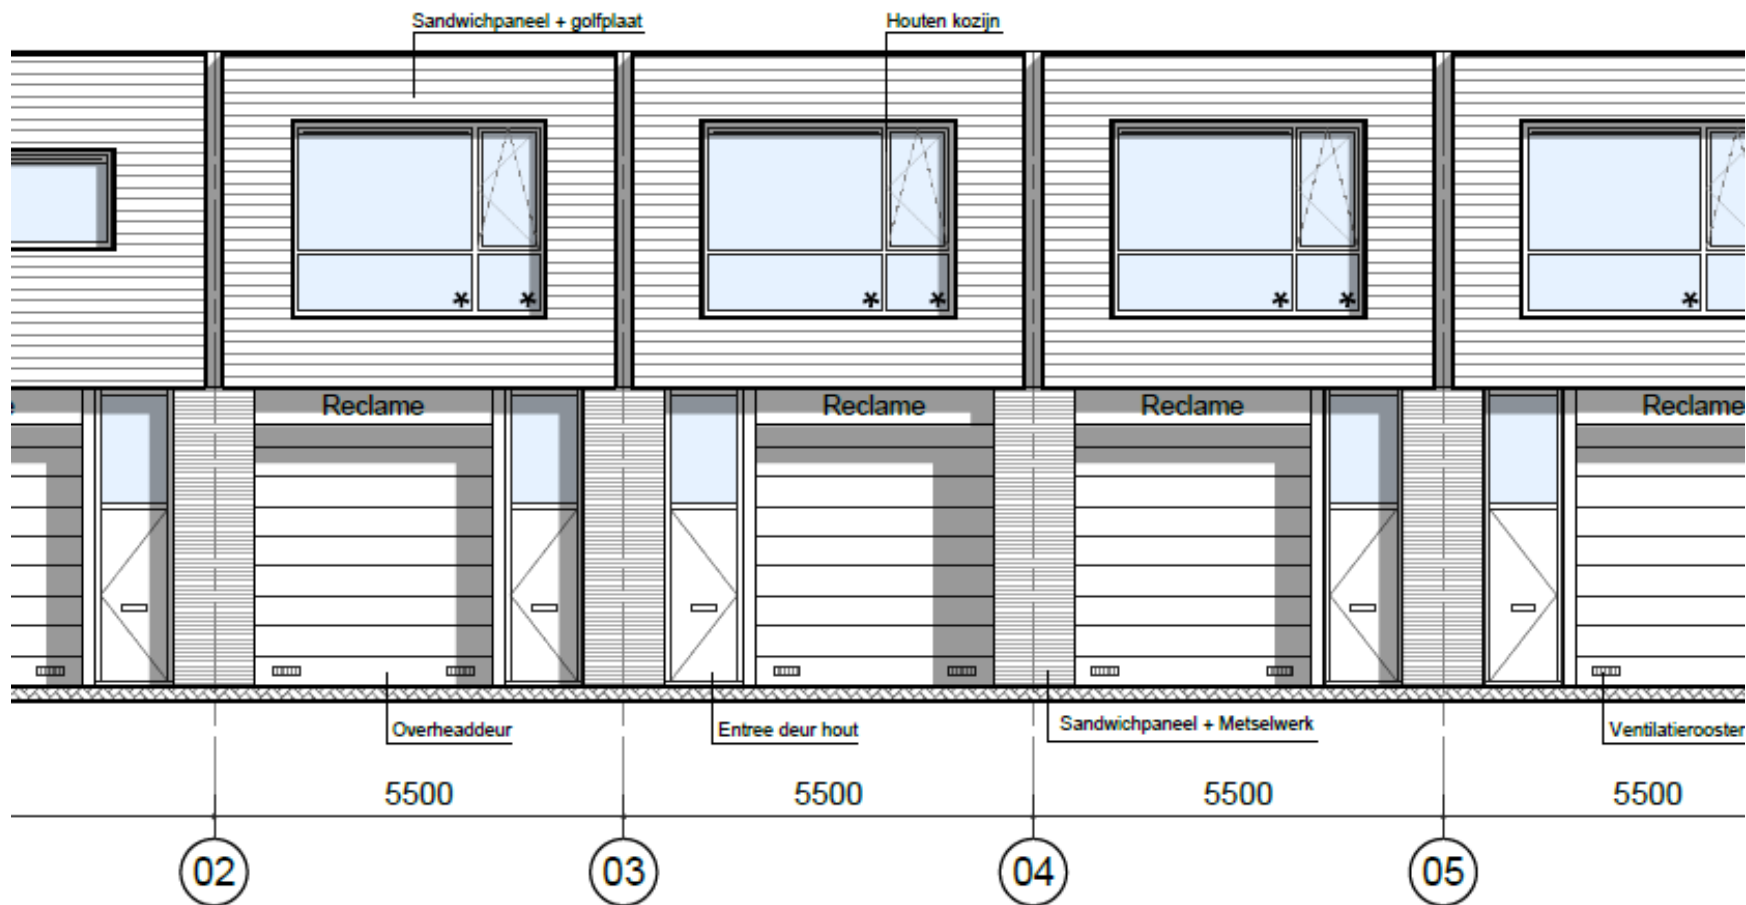 Sandwichpaneel + golfplaat
Houten kozijn
Reclame
Reclame
Reclame
Reclame
Overheaddeur
Entree deur hout
Sandwichpaneel + Metselwerk
Ventilatierooster
5500
5500
5500
5500
02
03
04
05